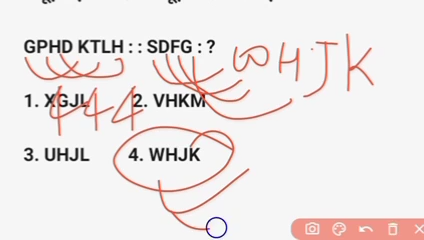 GPHD KTLH : : SDFG : ?
WHJK
1. XGJL 2. VHKM
444
3. UHJL 4. WHJK